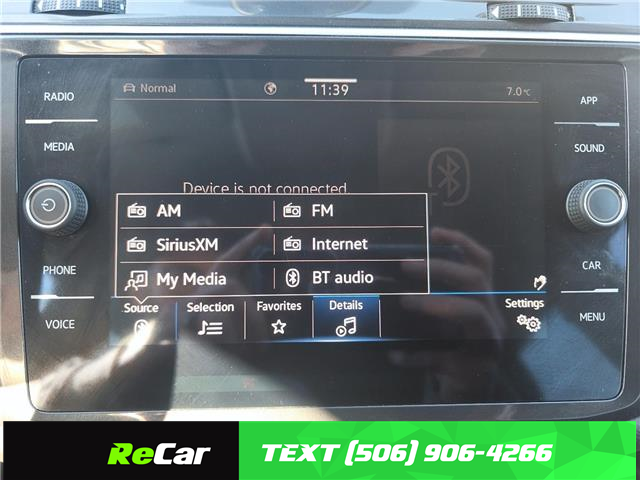 Normal
11:39
7.0°C
RADIO
MEDIA
PHONE
VOICE
APP
SOUND
CAR
MENU
Device is not connected
AM
FM
SiriusXM
Internet
My Media
BT audio
Source
Selection
Favorites
Details
Settings
ReCar
TEXT (506) 906-4266